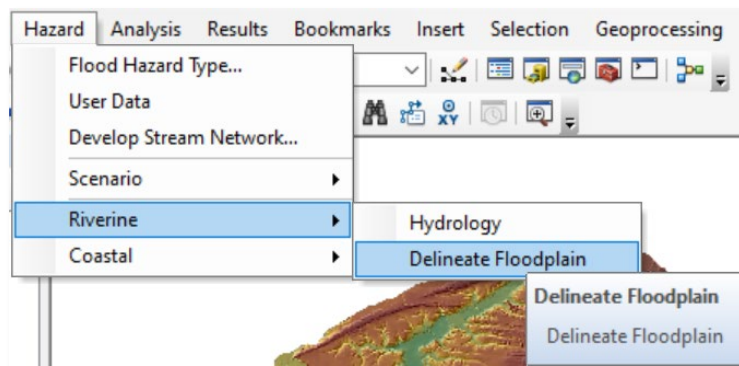 Hazard Analysis Results Bookmarks Insert Selection Geoprocessing
Flood Hazard Type...
User Data
Develop Stream Network...
XY
Scenario
Riverine
Hydrology
Coastal
Delineate Floodplain
Delineate Floodplain
Delineate Floodplain